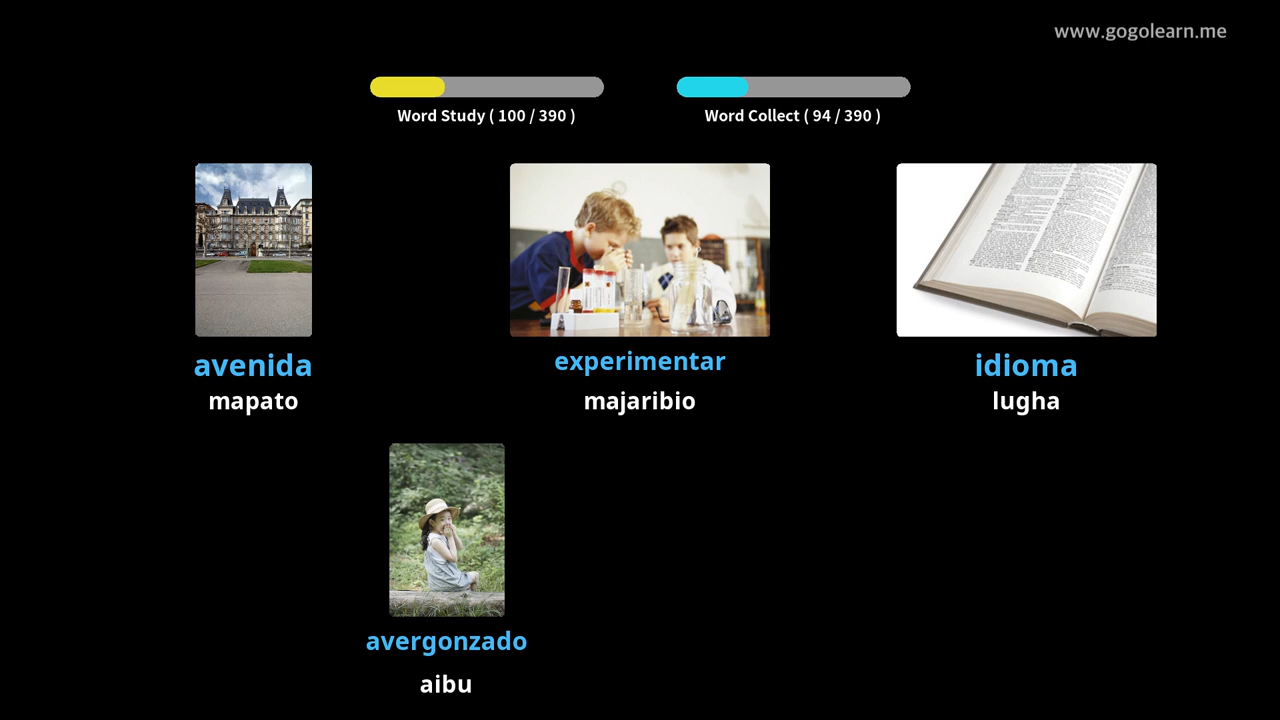 www.gogolearn.me
Word Study ( 100 / 390 )
Word Collect ( 94 / 390 )
avenida
mapato
experimentar
majaribio
idioma
lugha
avergonzado
aibu